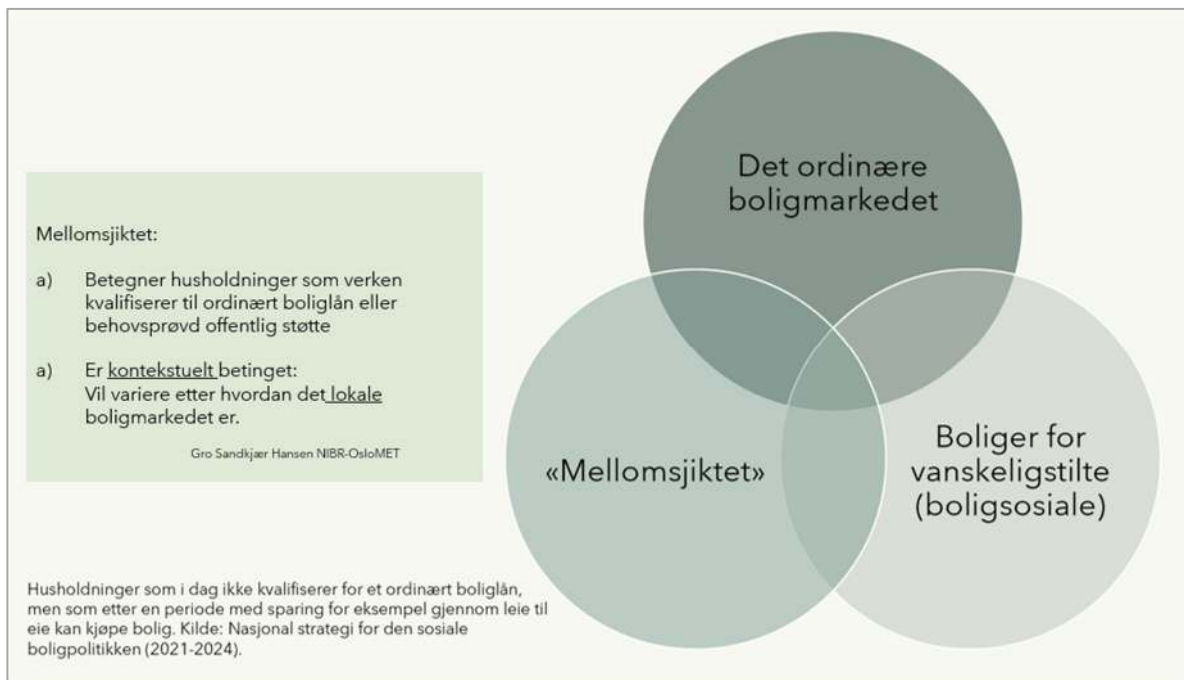 Mellomsjiktet:
a) Betegner husholdninger som verken
kvalifiserer til ordinært boliglån eller
behovsprøvd offentlig støtte
a) Er kontekstuelt betinget:
Vil variere etter hvordan det lokale
boligmarkedet er.
Gro Sandkjær Hansen NIBR-OsloMET
Husholdninger som i dag ikke kvalifiserer for et ordinært boliglån,
men som etter en periode med sparing for eksempel gjennom leie til
eie kan kjøpe bolig. Kilde: Nasjonal strategi for den sosiale
boligpolitikken (2021-2024).
Det ordinære
boligmarkedet
«Mellomsjiktet»
Boliger for
vanskeligstilte
(boligsosiale)